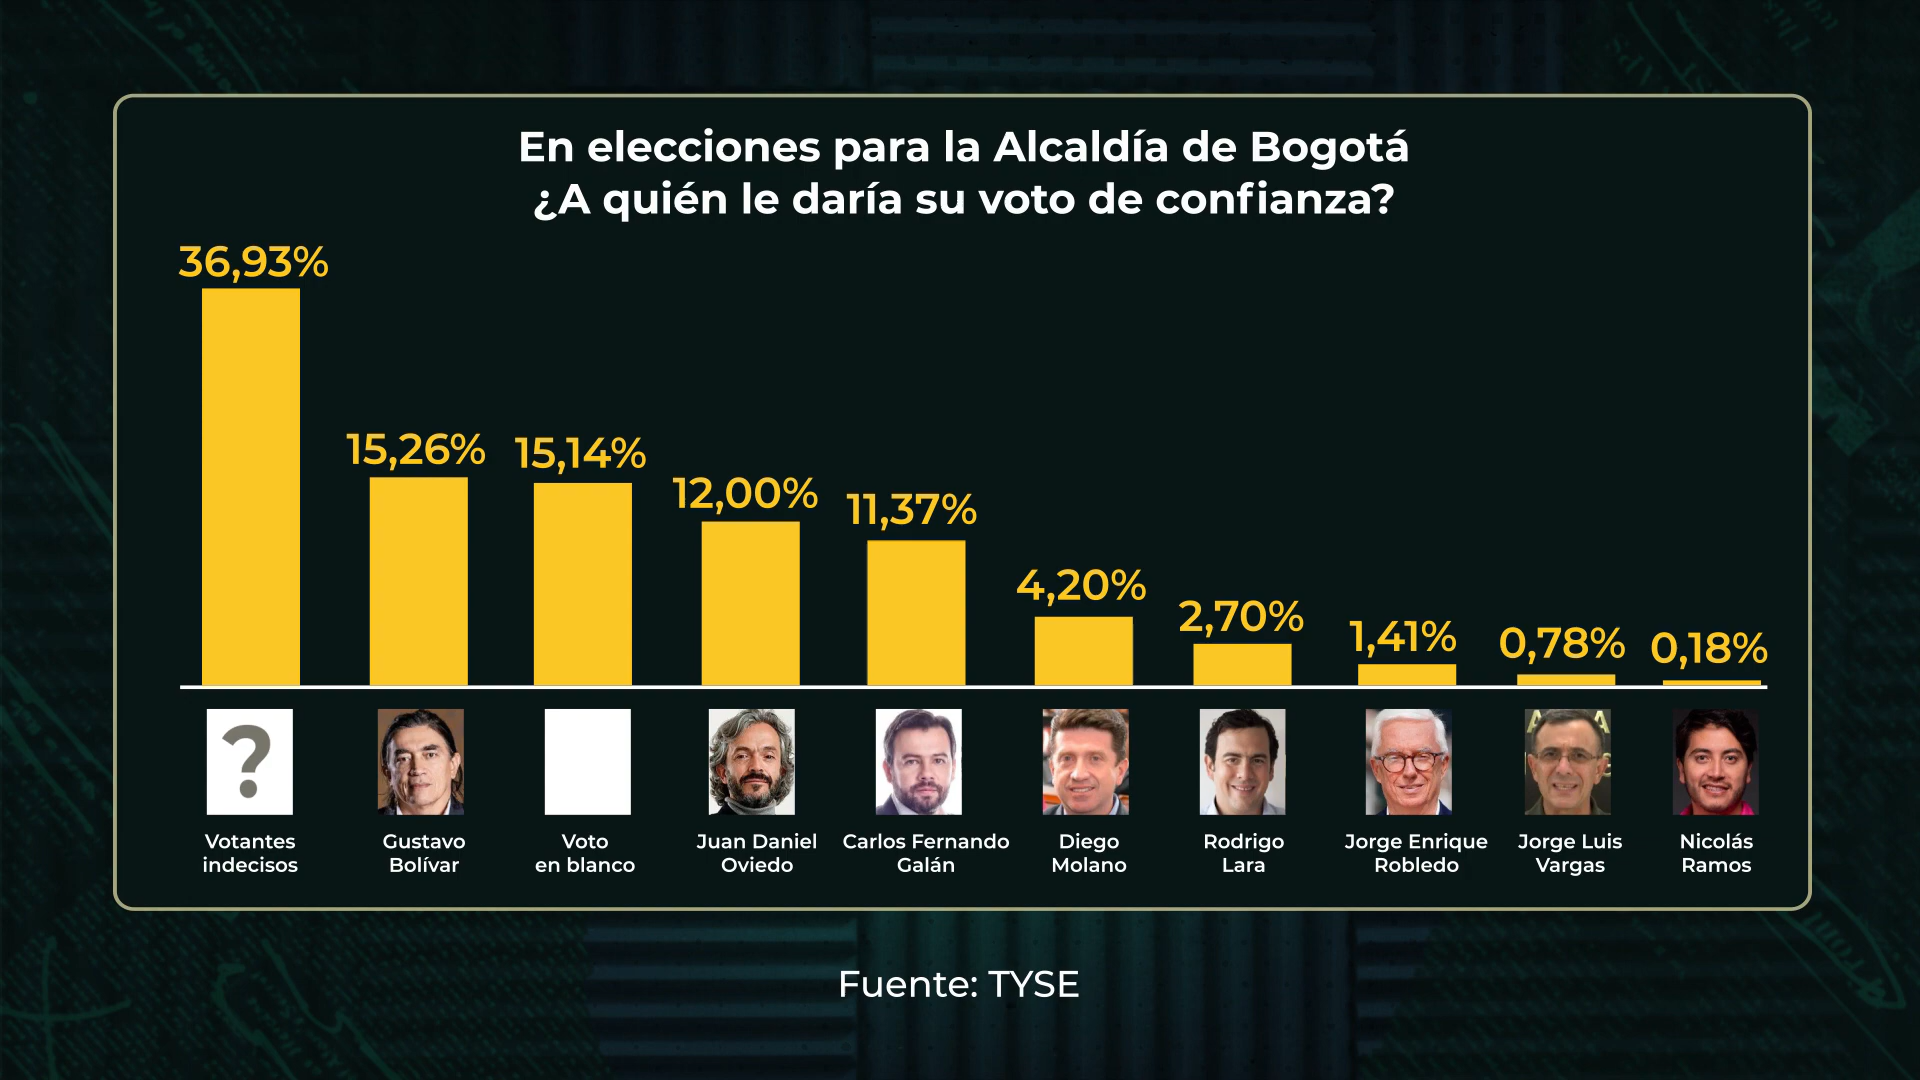 En elecciones para la Alcaldía de Bogotá
¿A quién le daría su voto de confianza?
36,93%
15,26%
15,14%
12,00%
11,37%
4,20%
2,70%
1,41%
0,78%
0,18%
?
Votantes
indecisos
Gustavo
Bolívar
Voto
en blanco
Juan Daniel
Oviedo
Carlos Fernando
Galán
Diego
Molano
Rodrigo
Lara
Jorge Enrique
Robledo
Jorge Luis
Vargas
Nicolás
Ramos
Fuente: TYSE